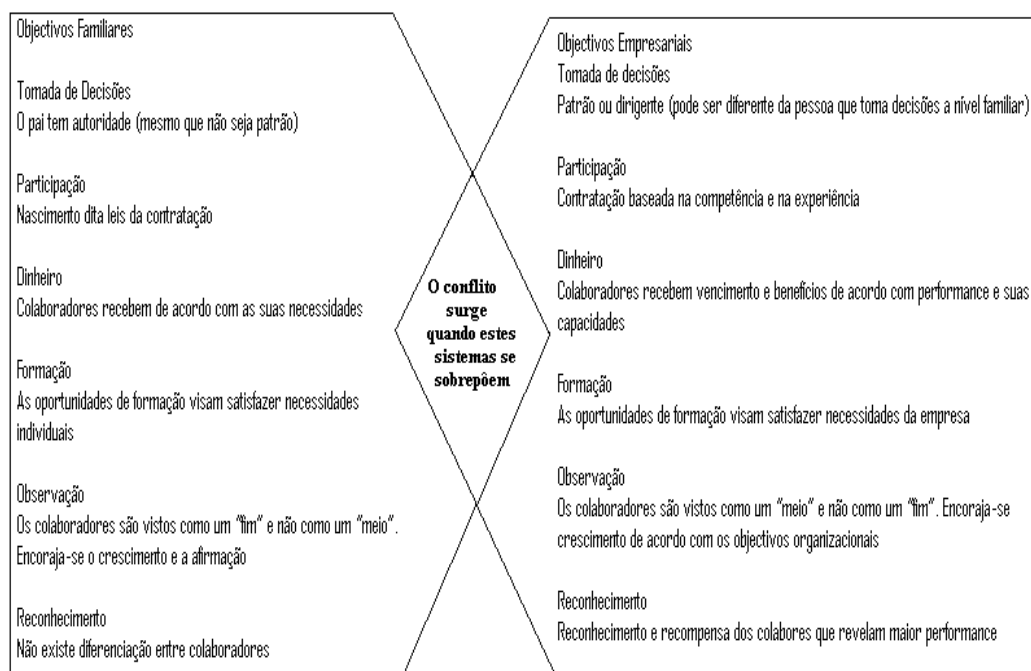 Objectivos Familiares
Tomada de Decisões
O pai tem autoridade (mesmo que não seja patrão)
Participação
Nascimento dita leis da contratação
Dinheiro
Colaboradores recebem de acordo com as suas necessidades
Formação
As oportunidades de formação visam satisfazer necessidades
individuais
Observação
Os colaboradores são vistos como um "fim" e não como um "meio".
Encoraja-se o crescimento e a afirmação
Reconhecimento
Não existe diferenciação entre colaboradores
O conflito
surge
quando estes
sistemas se
sobrepõem
Objectivos Empresariais
Tomada de decisões
Patrão ou dirigente (pode ser diferente da pessoa que toma decisões a nível familiar)
Participação
Contratação baseada na competência e na experiência
Dinheiro
Colaboradores recebem vencimento e benefícios de acordo com performance e suas
capacidades
Formação
As oportunidades de formação visam satisfazer necessidades da empresa
Observação
Os colaboradores são vistos como um "meio" e não como um "fim". Encoraja-se
crescimento de acordo com os objectivos organizacionais
Reconhecimento
Reconhecimento e recompensa dos colabores que revelam maior performance